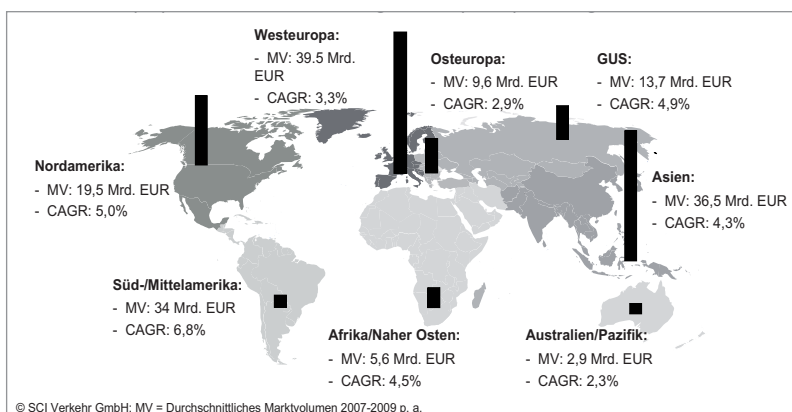 Westeuropa:
- MV: 39.5 Mrd.
EUR
- CAGR: 3,3%
Osteuropa:
- MV: 9,6 Mrd. EUR
- CAGR: 2,9%
GUS:
- MV: 13,7 Mrd. EUR
- CAGR: 4,9%
Nordamerika:
- MV: 19,5 Mrd. EUR
- CAGR: 5,0%
Asien:
- MV: 36,5 Mrd. EUR
- CAGR: 4,3%
Süd-/Mittelamerika:
- MV: 34 Mrd. EUR
- CAGR: 6,8%
Afrika/Naher Osten:
- MV: 5,6 Mrd. EUR
- CAGR: 4,5%
Australien/Pazifik:
- MV: 2,9 Mrd. EUR
- CAGR: 2,3%
© SCI Verkehr GmbH; MV = Durchschnittliches Marktvolumen 2007-2009 p. a.